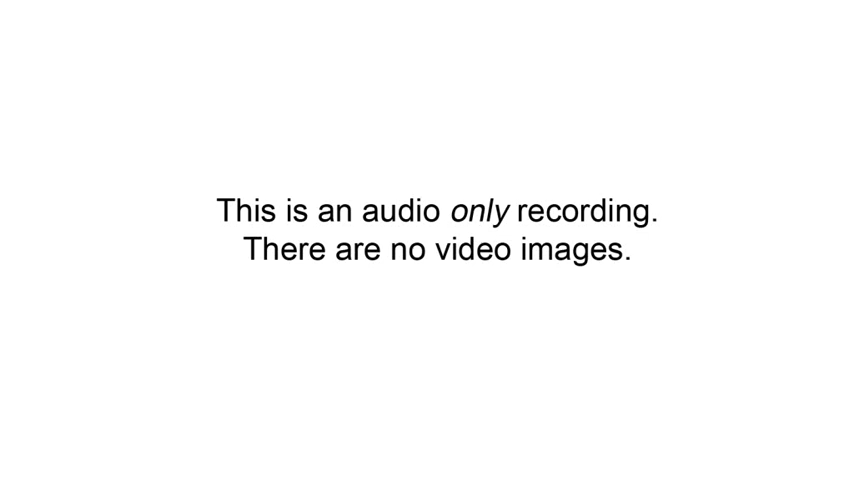 This is an audio only recording.
There are no video images.